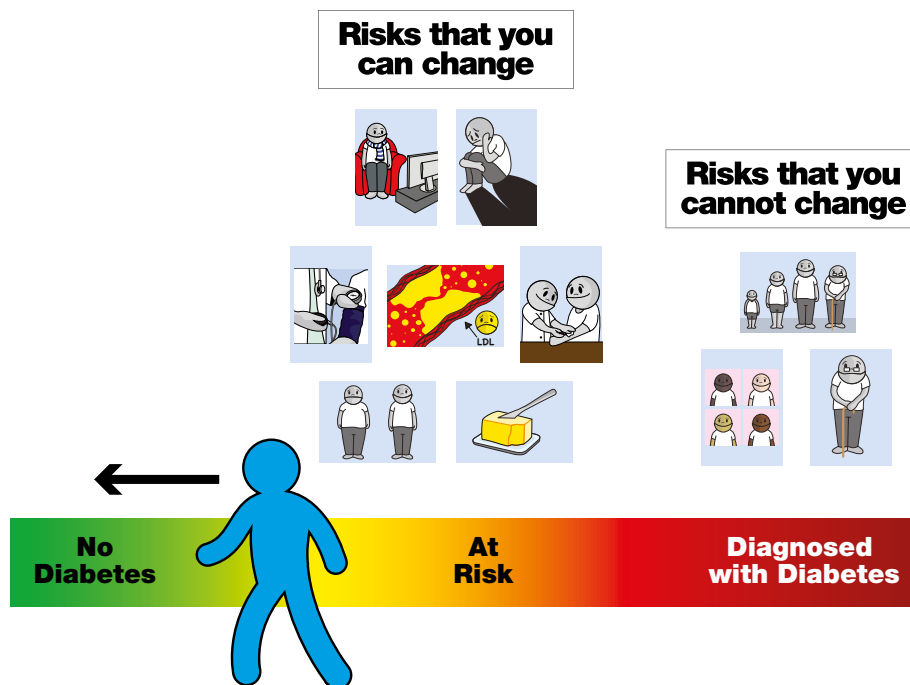 Risks that you
can change
Risks that you
cannot change
LDL
No
Diabetes
At
Risk
Diagnosed
with Diabetes